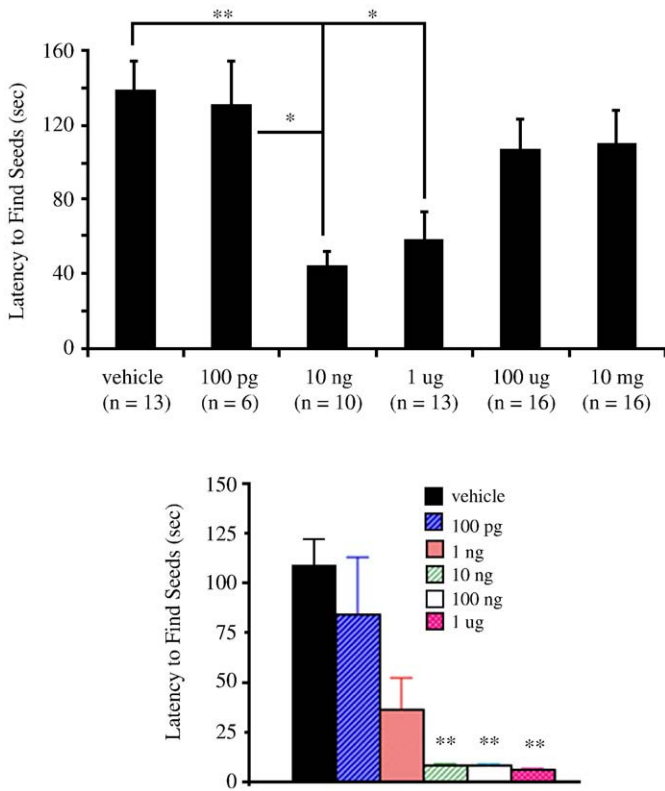 ** *
160
120
80
40
0
*
Latency to Find Seeds (sec)
vehicle 100 pg 10 ng 1 ug 100 ug 10 mg
(n = 13) (n = 6) (n = 10) (n = 13) (n = 16) (n = 16)
150
125
100
75
50
25
0
Latency to Find Seeds (sec)
vehicle
100 pg
1 ng
10 ng
100 ng
1 ug
** ** **